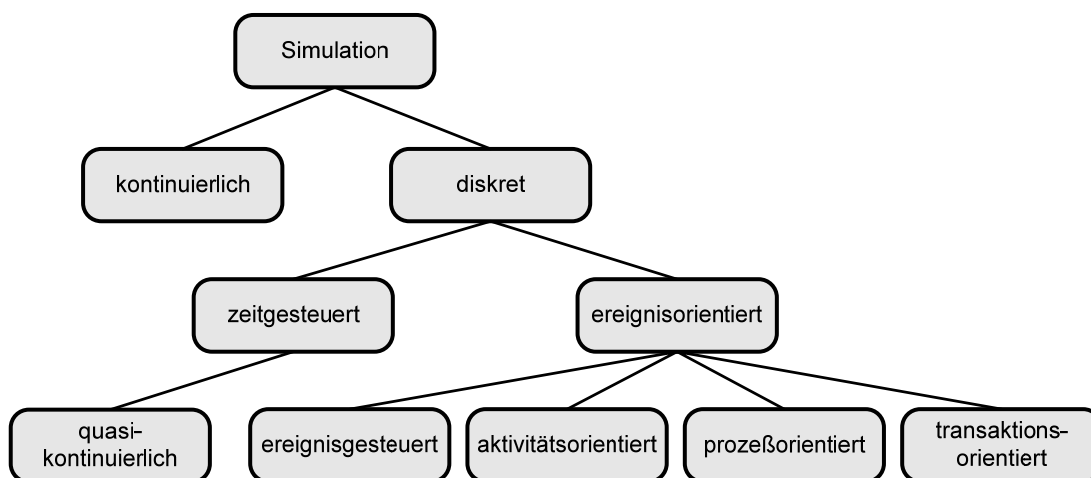 Simulation
kontinuierlich
diskret
zeitgesteuert
ereignisorientiert
quasi-
kontinuierlich
ereignisgesteuert
aktivitätsorientiert
prozeßorientiert
transaktions-
orientiert